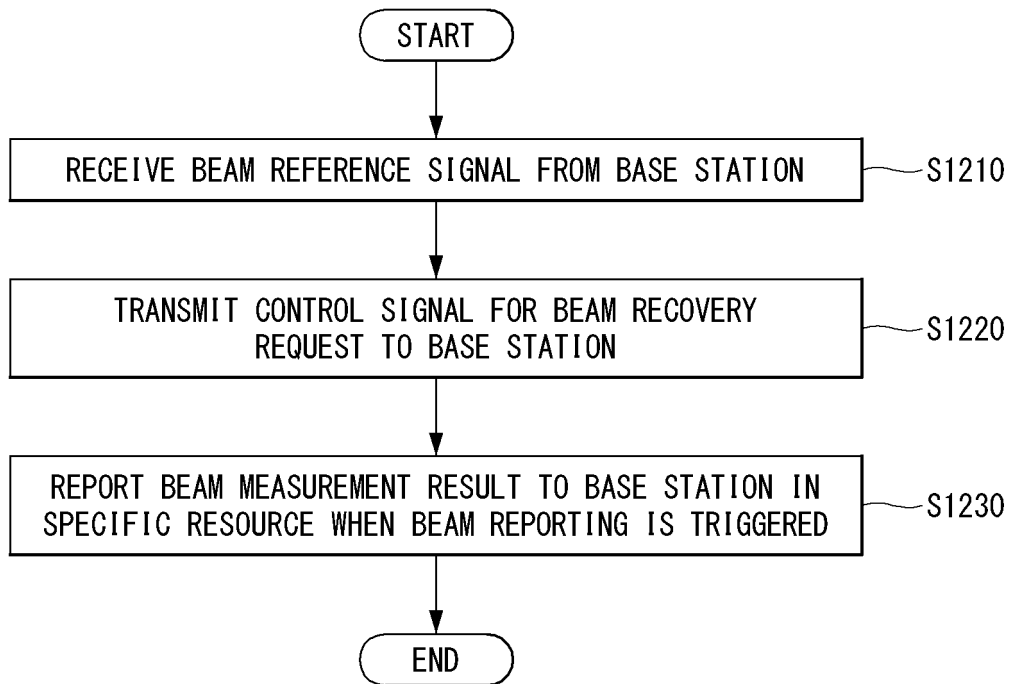 START
RECEIVE BEAM REFERENCE SIGNAL FROM BASE STATION
S1210
TRANSMIT CONTROL SIGNAL FOR BEAM RECOVERY
REQUEST TO BASE STATION
S1220
REPORT BEAM MEASUREMENT RESULT TO BASE STATION IN
SPECIFIC RESOURCE WHEN BEAM REPORTING IS TRIGGERED
S1230
END